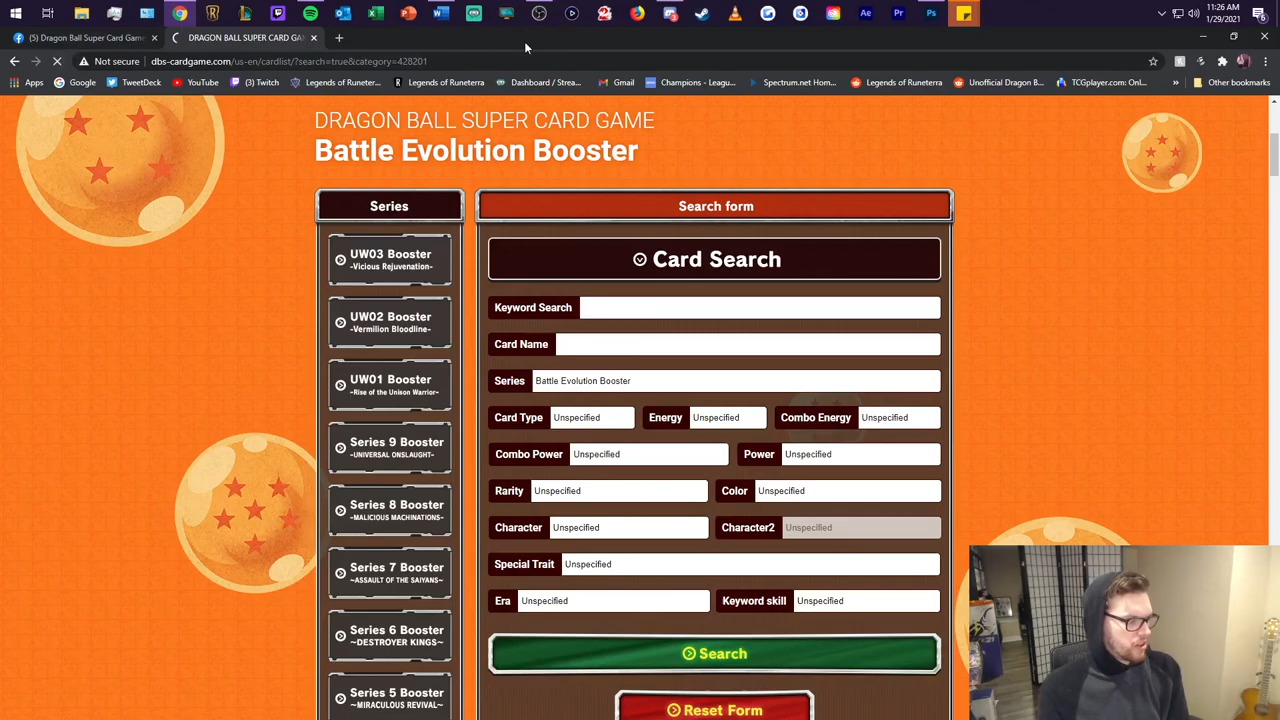 11:26 AM
1/29/2021
(5) Dragon Ball Super Card Game
DRAGON BALL SUPER CARD GAM
Not secure dbs-cardgame.com/us-en/cardlist/?search=true&category=428201
Apps Google TweetDeck YouTube (3) Twitch Legends of Runeterra... Legends of Runeterr... Dashboard / Strea... Gmail Champions - Leagu... Spectrum.net Hom... Legends of Runeterra Unofficial Dragon B... TCGplayer.com: Onl... Other bookmarks
DRAGON BALL SUPER CARD GAME
Battle Evolution Booster
Series
UW03 Booster
-Vicious Rejuvenation-
UW02 Booster
-Vermilion Bloodline-
UW01 Booster
-Rise of the Unison Warrior-
Series 9 Booster
-UNIVERSAL ONSLAUGHT-
Series 8 Booster
-MALICIOUS MACHINATIONS-
Series 7 Booster
~ASSAULT OF THE SAIYANS~
Series 6 Booster
~DESTROYER KINGS~
Series 5 Booster
~MIRACULOUS REVIVAL~
Search form
Card Search
Keyword Search
Card Name
Series Battle Evolution Booster
Card Type Unspecified Energy Unspecified Combo Energy Unspecified
Combo Power Unspecified Power Unspecified
Rarity Unspecified Color Unspecified
Character Unspecified Character2 Unspecified
Special Trait Unspecified
Era Unspecified Keyword skill Unspecified
Search
Reset Form